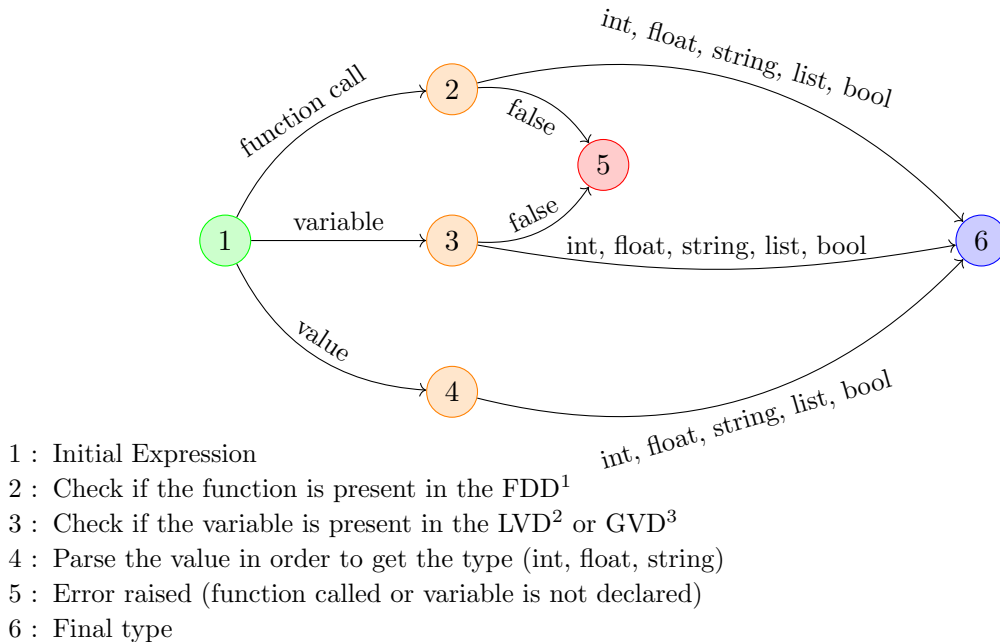 int, float, string, list, bool
2
function call
false
5
false
1
variable
3
int, float, string, list, bool
6
value
4
int, float, string, list, bool
1 : Initial Expression
2 : Check if the function is present in the FDD¹
3 : Check if the variable is present in the LVD² or GVD³
4 : Parse the value in order to get the type (int, float, string)
5 : Error raised (function called or variable is not declared)
6 : Final type